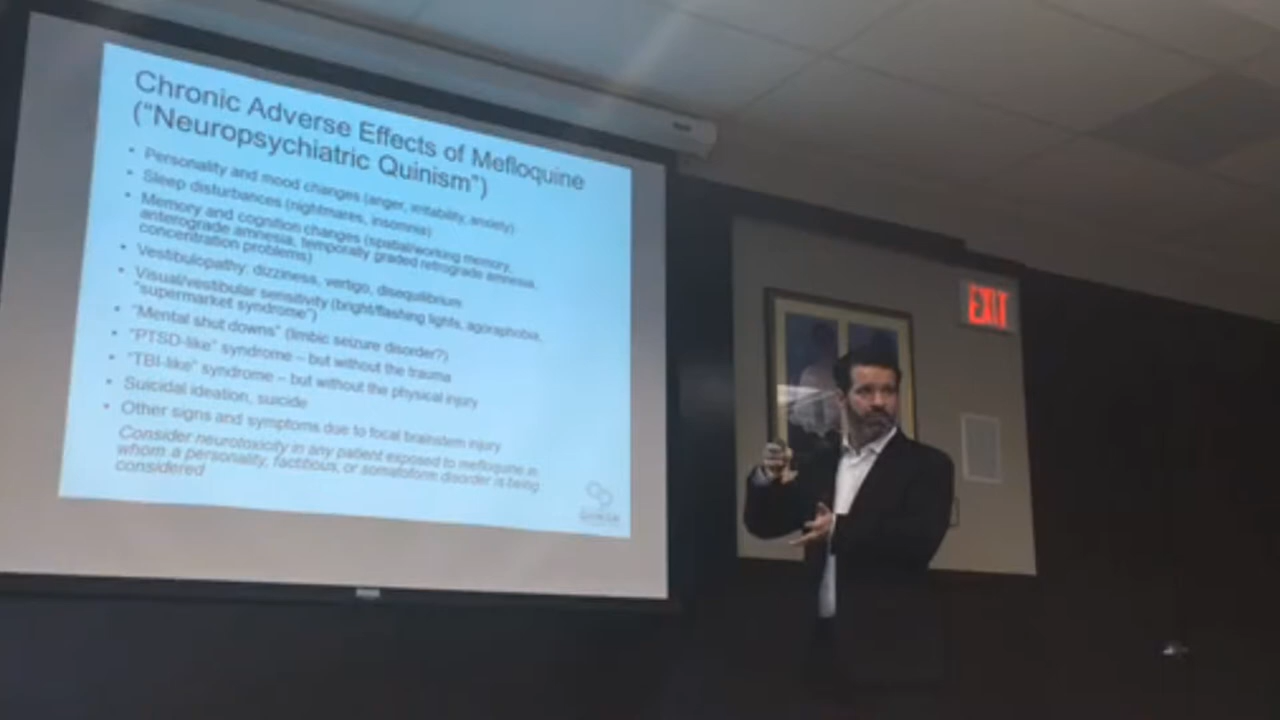 Chronic Adverse Effects of Mefloquine
("Neuropsychiatric Quinism")
• Personality and mood changes (anger, irritability, anxiety)
• Sleep disturbances (nightmares, insomnia)
• Memory and cognition changes (spatial/working memory,
anterograde amnesia, temporally graded retrograde amnesia,
concentration problems)
• Vestibulopathy: dizziness, vertigo, disequilibrium
• Visual/vestibular sensitivity (bright/flashing lights, agoraphobia,
"supermarket syndrome")
• "Mental shut downs" (limbic seizure disorder?)
• "PTSD-like" syndrome – but without the trauma
• "TBI-like" syndrome – but without the physical injury
• Suicidal ideation, suicide
• Other signs and symptoms due to focal brainstem injury
Consider neurotoxicity in any patient exposed to mefloquine in
whom a personality, factitious, or somatoform disorder is being
considered
EXIT